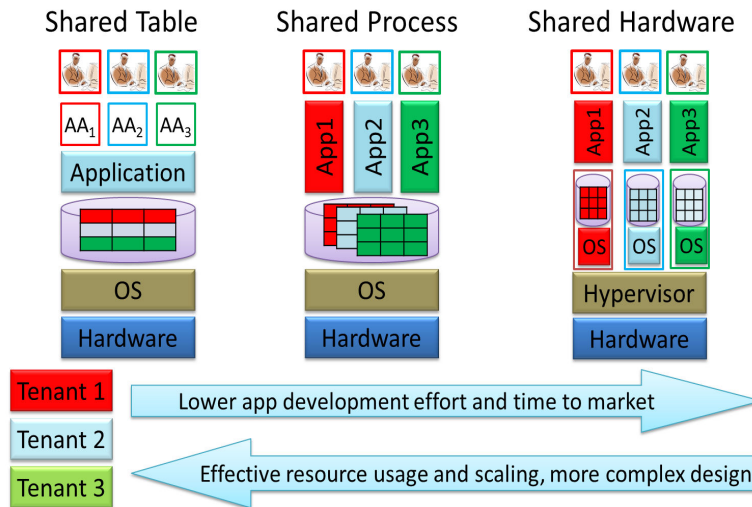 Shared Table
Shared Process
Shared Hardware
AA1
AA2
AA3
Application
OS
Hardware
App1
App2
App3
OS
Hardware
App1
App2
App3
OS
OS
OS
Hypervisor
Hardware
Tenant 1
Tenant 2
Tenant 3
Lower app development effort and time to market
Effective resource usage and scaling, more complex design